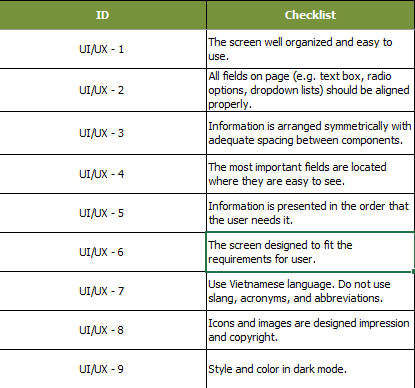 ID Checklist
UI/UX - 1
The screen well organized and easy to
use.
UI/UX - 2
All fields on page (e.g. text box, radio
options, dropdown lists) should be aligned
properly.
UI/UX - 3
Information is arranged symmetrically with
adequate spacing between components.
UI/UX - 4
The most important fields are located
where they are easy to see.
UI/UX - 5
Information is presented in the order that
the user needs it.
UI/UX - 6
The screen designed to fit the
requirements for user.
UI/UX - 7
Use Vietnamese language. Do not use
slang, acronyms, and abbreviations.
UI/UX - 8
Icons and images are designed impression
and copyright.
UI/UX - 9
Style and color in dark mode.